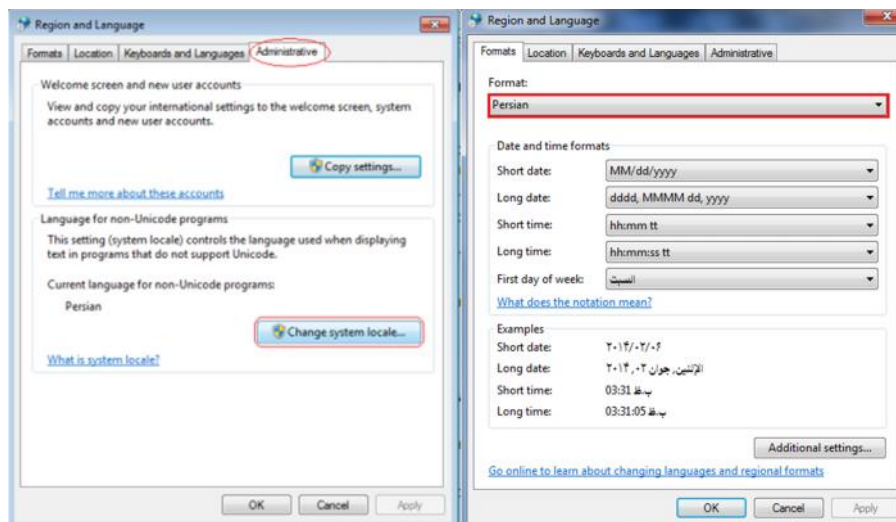 Region and Language
Formats Location Keyboards and Languages Administrative
Welcome screen and new user accounts
View and copy your international settings to the welcome screen, system
accounts and new user accounts.
Copy settings...
Tell me more about these accounts
Language for non-Unicode programs
This setting (system locale) controls the language used when displaying
text in programs that do not support Unicode.
Current language for non-Unicode programs:
Persian
Change system locale...
What is system locale?
OK Cancel Apply
Region and Language
Formats Location Keyboards and Languages Administrative
Format:
Persian
Date and time formats
Short date: MM/dd/yyyy
Long date: dddd, MMMM dd, yyyy
Short time: hh:mm tt
Long time: hh:mm:ss tt
First day of week: السبت
What does the notation mean?
Examples
Short date: ۲۰۱۴/۰۲/۰۶
Long date: الإثنين, جوان ۰۲, ۲۰۱۴
Short time: 03:31 ب.ظ
Long time: 03:31:05 ب.ظ
Additional settings...
Go online to learn about changing languages and regional formats
OK Cancel Apply